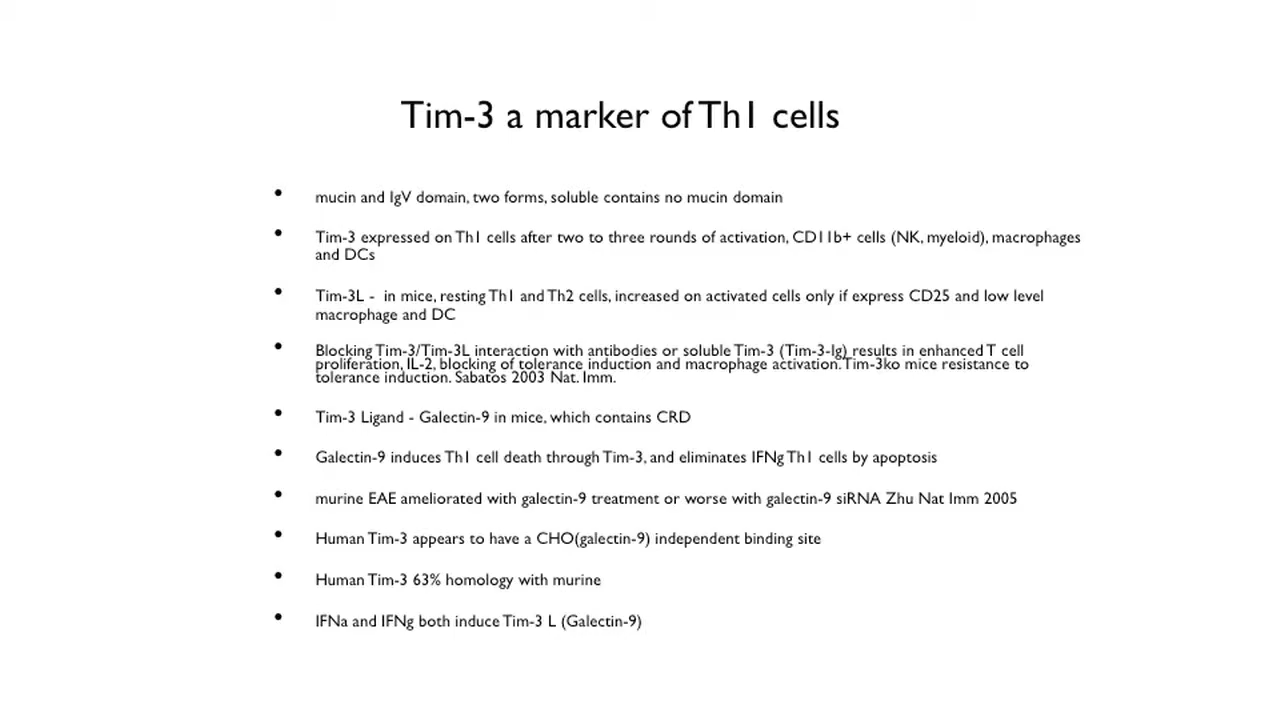 Tim-3 a marker of Th1 cells
• mucin and IgV domain, two forms, soluble contains no mucin domain
• Tim-3 expressed on Th1 cells after two to three rounds of activation, CD11b+ cells (NK, myeloid), macrophages
and DCs
• Tim-3L - in mice, resting Th1 and Th2 cells, increased on activated cells only if express CD25 and low level
macrophage and DC
• Blocking Tim-3/Tim-3L interaction with antibodies or soluble Tim-3 (Tim-3-Ig) results in enhanced T cell
proliferation, IL-2, blocking of tolerance induction and macrophage activation. Tim-3ko mice resistance to
tolerance induction. Sabatos 2003 Nat. Imm.
• Tim-3 Ligand - Galectin-9 in mice, which contains CRD
• Galectin-9 induces Th1 cell death through Tim-3, and eliminates IFNg Th1 cells by apoptosis
• murine EAE ameliorated with galectin-9 treatment or worse with galectin-9 siRNA Zhu Nat Imm 2005
• Human Tim-3 appears to have a CHO(galectin-9) independent binding site
• Human Tim-3 63% homology with murine
• IFNa and IFNg both induce Tim-3 L (Galectin-9)